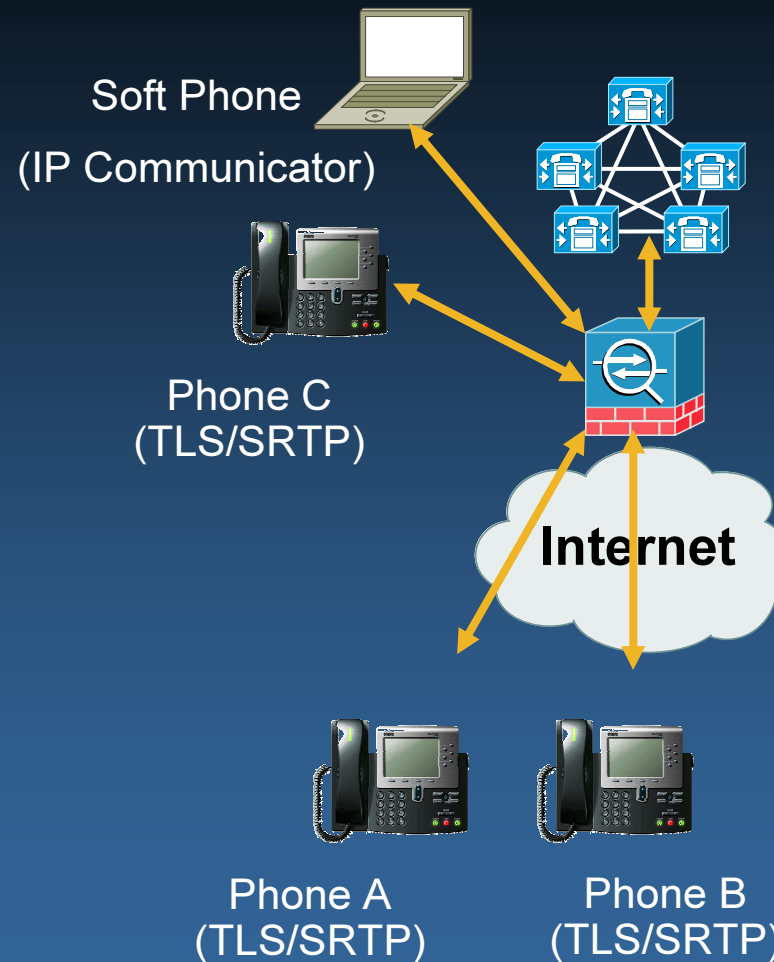 Soft Phone
(IP Communicator)
Phone C
(TLS/SRTP)
Internet
Phone A
(TLS/SRTP)
Phone B
(TLS/SRTP)